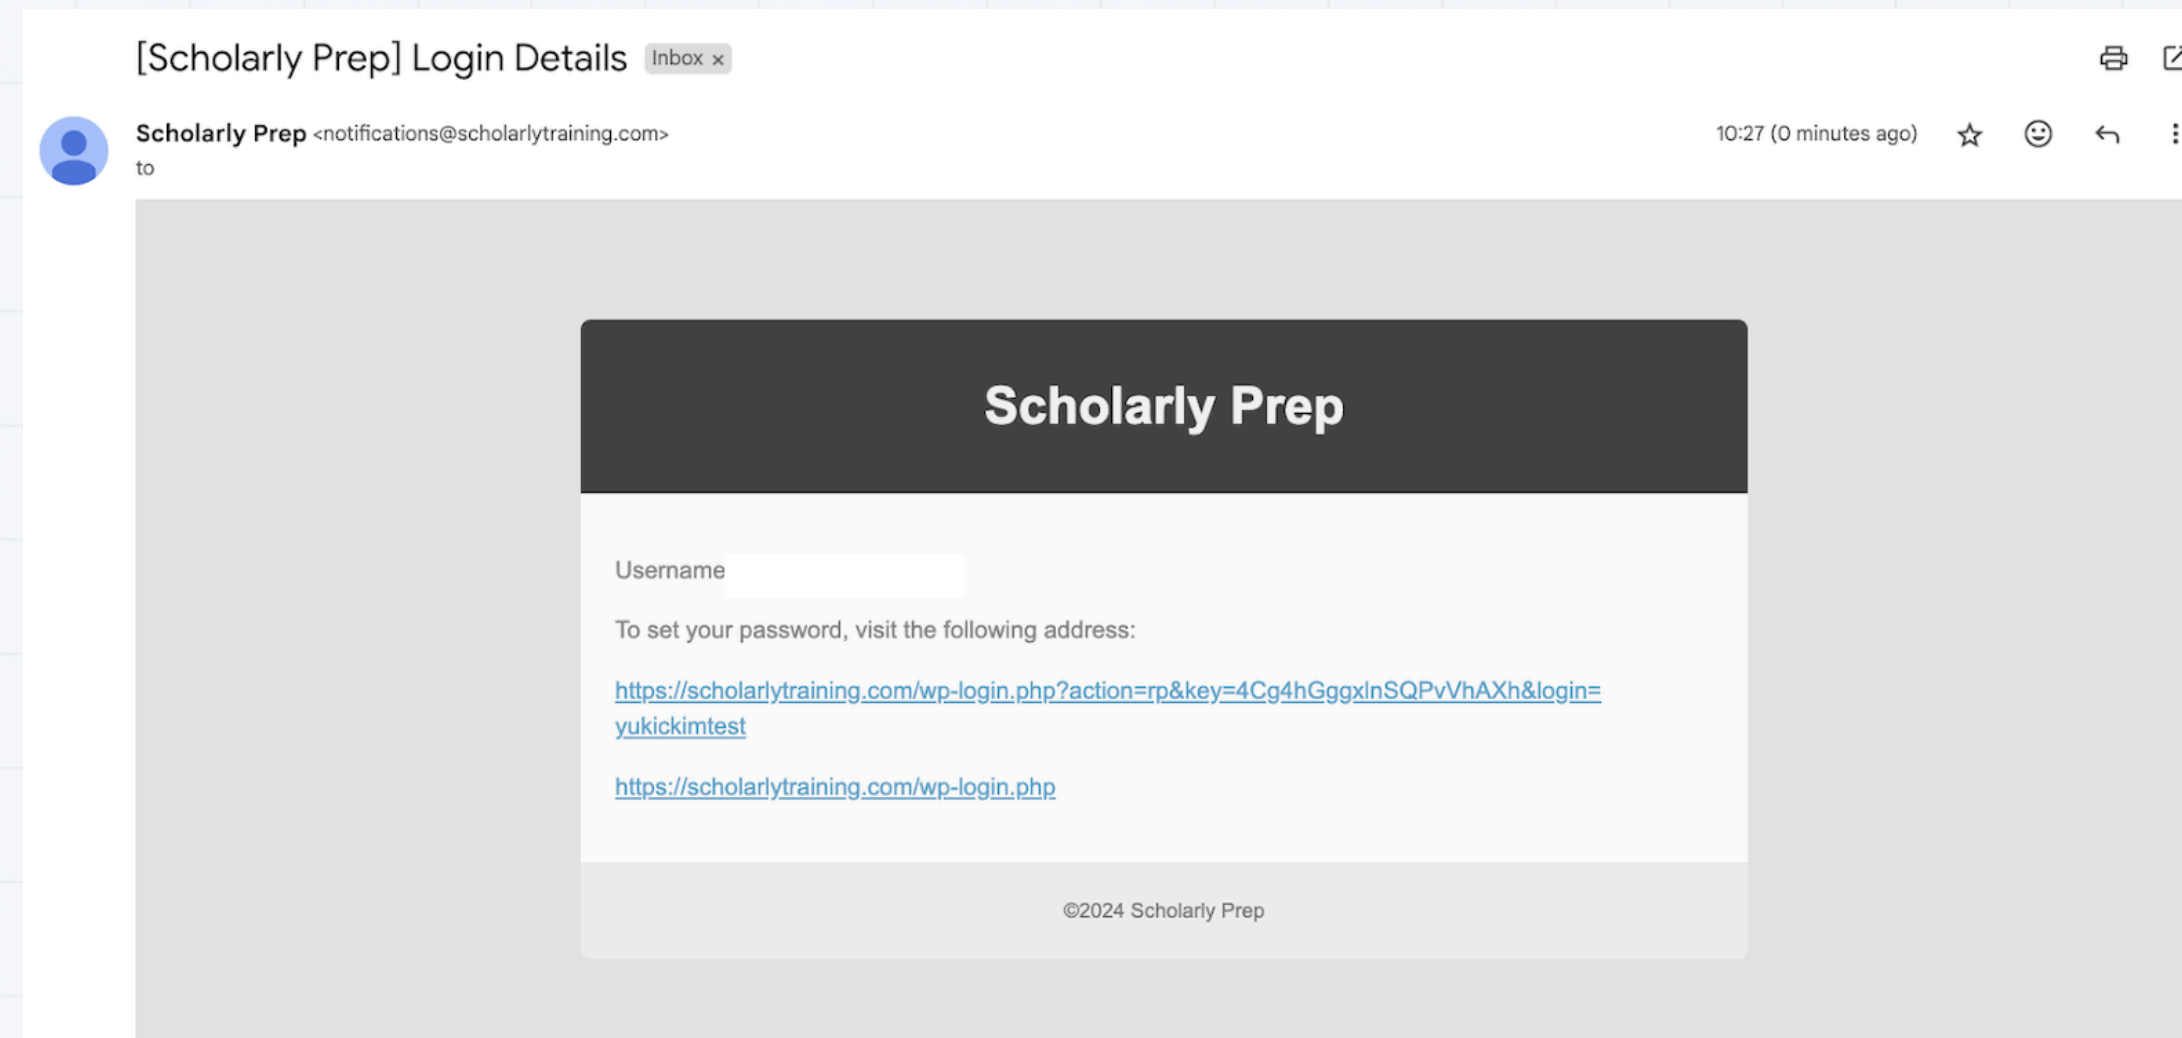 [Scholarly Prep] Login Details Inbox ×
Scholarly Prep <notifications@scholarlytraining.com> 10:27 (0 minutes ago)
to
Scholarly Prep
Username
To set your password, visit the following address:
https://scholarlytraining.com/wp-login.php?action=rp&key=4Cg4hGggxlnSQPvVhAXh&login=
yukickimtest
https://scholarlytraining.com/wp-login.php
©2024 Scholarly Prep